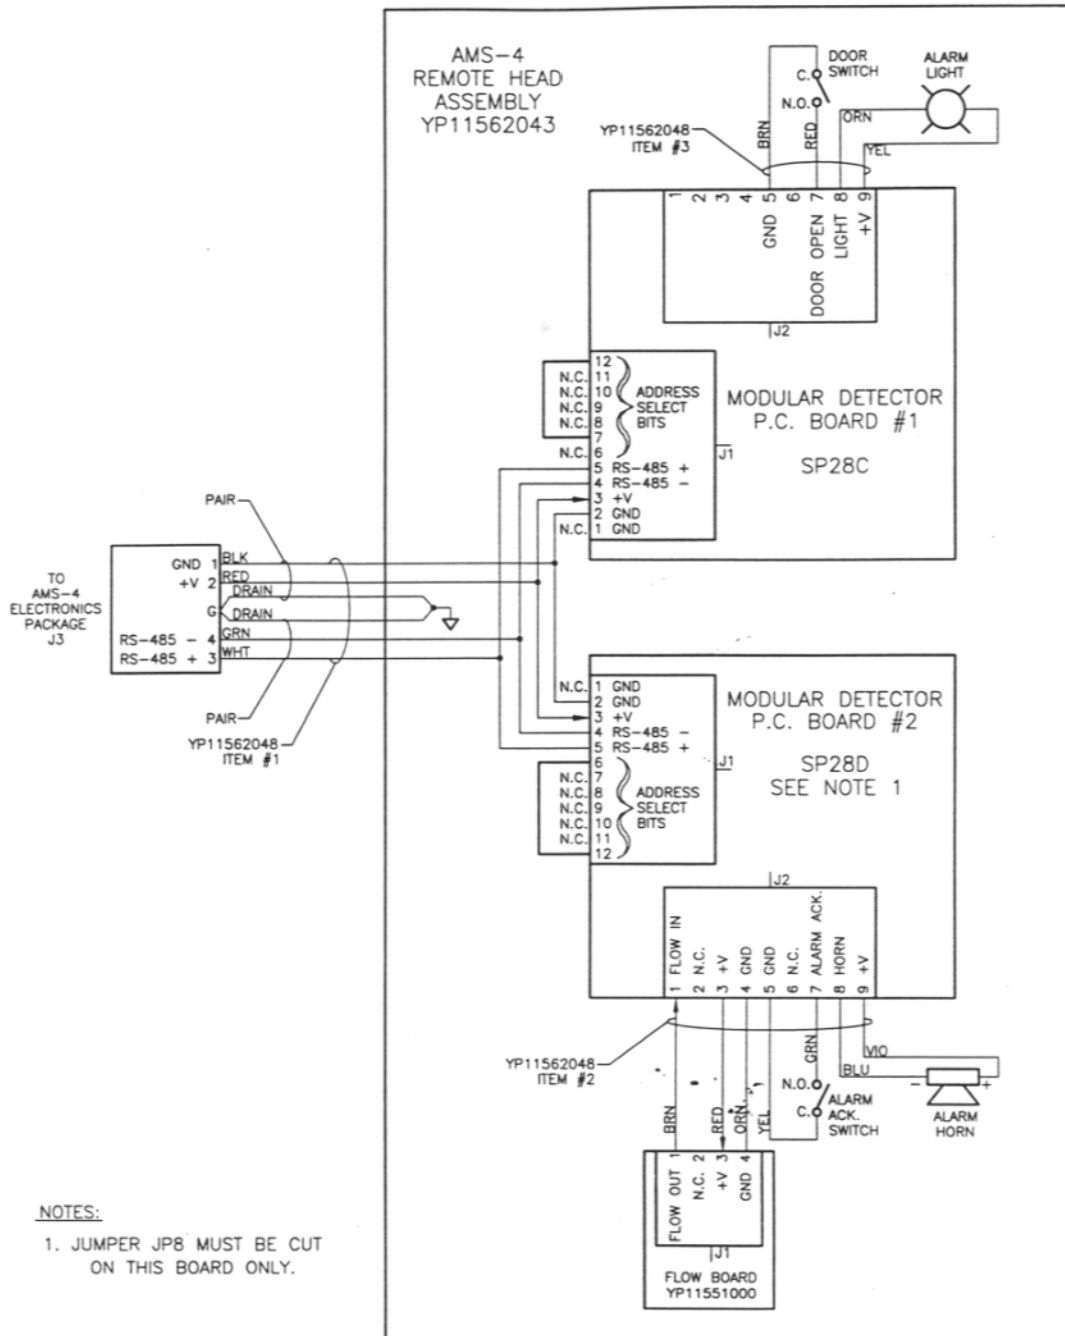 AMS-4
REMOTE HEAD
ASSEMBLY
YP11562043
DOOR
SWITCH
C.
N.O.
ALARM
LIGHT
BRN
RED
ORN
YEL
YP11562048
ITEM #3
1
2
3
4
5 GND
6
7 DOOR OPEN
8 LIGHT
9 +V
J2
MODULAR DETECTOR
P.C. BOARD #1
SP28C
12
N.C. 11
N.C. 10
N.C. 9
N.C. 8
7
N.C. 6
ADDRESS
SELECT
BITS
5 RS-485 +
4 RS-485 -
3 +V
2 GND
N.C. 1 GND
J1
PAIR
TO
AMS-4
ELECTRONICS
PACKAGE
J3
GND 1 BLK
+V 2 RED
DRAIN
G
DRAIN
RS-485 - 4 GRN
RS-485 + 3 WHT
PAIR
YP11562048
ITEM #1
N.C. 1 GND
2 GND
3 +V
4 RS-485 -
5 RS-485 +
6
N.C. 7
N.C. 8
N.C. 9
N.C. 10
N.C. 11
12
ADDRESS
SELECT
BITS
J1
MODULAR DETECTOR
P.C. BOARD #2
SP28D
SEE NOTE 1
J2
1 FLOW IN
2 N.C.
3 +V
4 GND
5 GND
6 N.C.
7 ALARM ACK.
8 HORN
9 +V
YP11562048
ITEM #2
BRN
RED
ORN
YEL
GRN
BLU
VIO
N.O.
C.
ALARM
ACK.
SWITCH
- +
ALARM
HORN
FLOW OUT 1
N.C. 2
+V 3
GND 4
J1
FLOW BOARD
YP11551000
NOTES:
1. JUMPER JP8 MUST BE CUT
ON THIS BOARD ONLY.